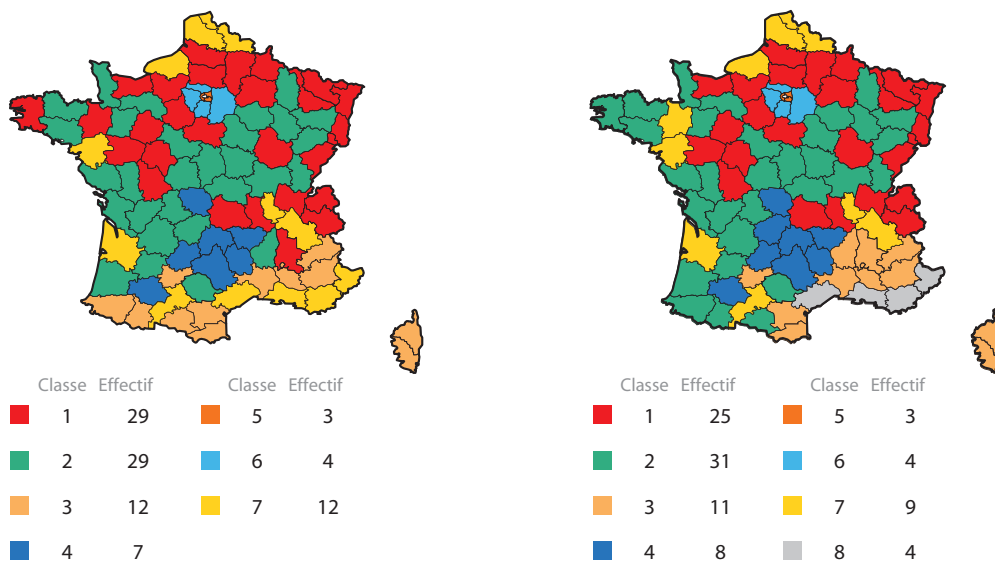 Classe Effectif Classe Effectif
1 29 5 3
2 29 6 4
3 12 7 12
4 7
Classe Effectif Classe Effectif
1 25 5 3
2 31 6 4
3 11 7 9
4 8 8 4